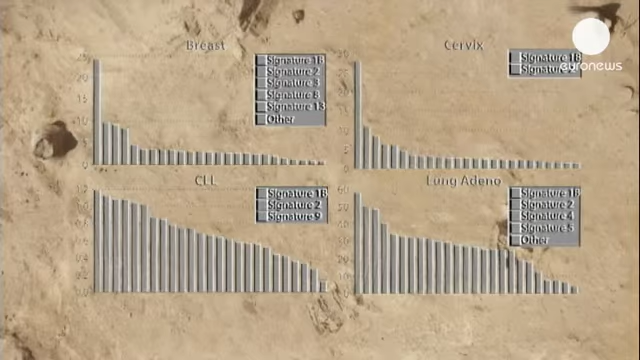 Breast
Signature 1B
Signature 2
Signature 3
Signature 8
Signature 13
Other
Cervix
Signature 1B
Signature 2
euronews
CLL
Signature 1B
Signature 2
Signature 9
Lung Adeno
Signature 1B
Signature 2
Signature 4
Signature 5
Other